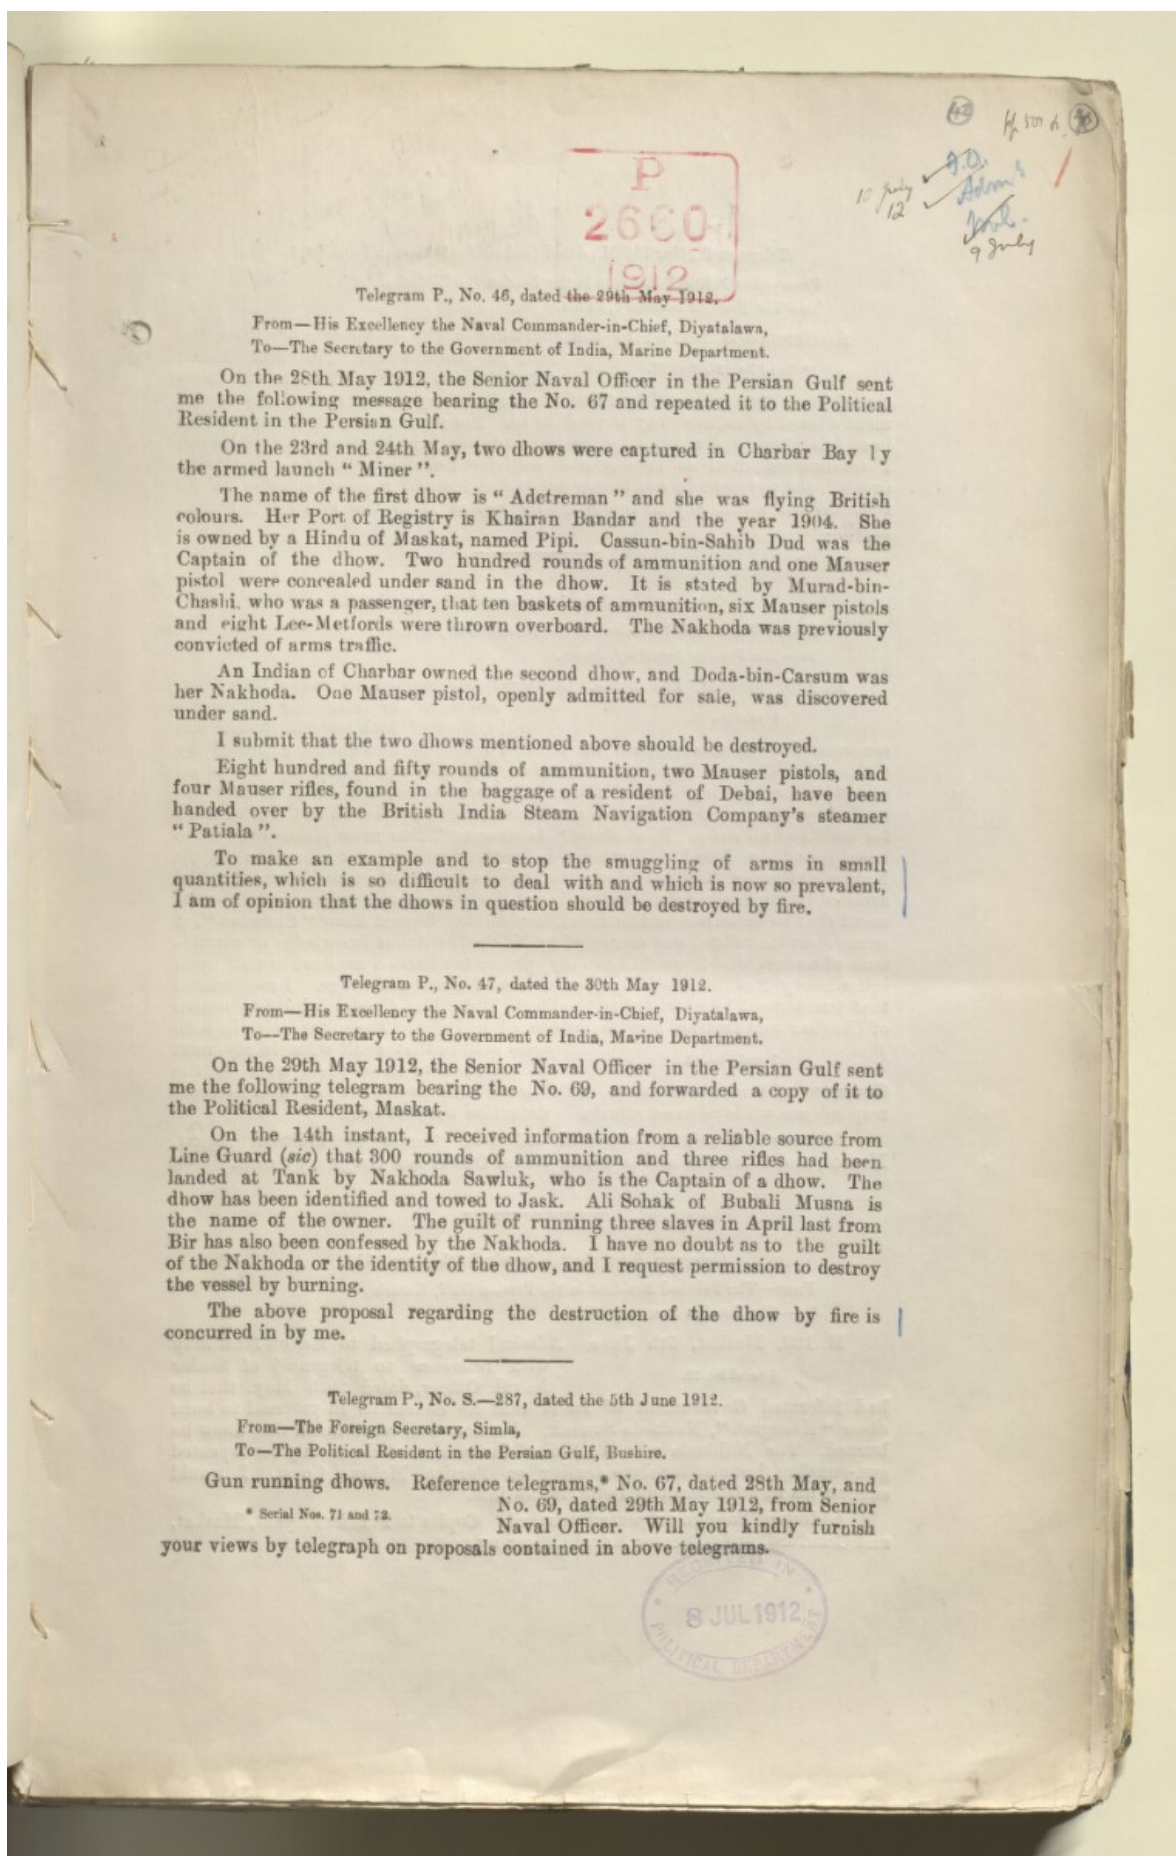 42
P
2660
1912
10 July
12
9 July
Telegram P., No. 46, dated the 29th May 1912.
From—His Excellency the Naval Commander-in-Chief, Diyatalawa,
To—The Secretary to the Government of India, Marine Department.
On the 28th May 1912, the Senior Naval Officer in the Persian Gulf sent
me the following message bearing the No. 67 and repeated it to the Political
Resident in the Persian Gulf.
On the 23rd and 24th May, two dhows were captured in Charbar Bay by
the armed launch “ Miner ”.
The name of the first dhow is “ Adetreman ” and she was flying British
colours. Her Port of Registry is Khairan Bandar and the year 1904. She
is owned by a Hindu of Maskat, named Pipi. Cassun-bin-Sahib Dud was the
Captain of the dhow. Two hundred rounds of ammunition and one Mauser
pistol were concealed under sand in the dhow. It is stated by Murad-bin-
Chashi, who was a passenger, that ten baskets of ammunition, six Mauser pistols
and eight Lee-Metfords were thrown overboard. The Nakhoda was previously
convicted of arms traffic.
An Indian of Charbar owned the second dhow, and Doda-bin-Carsum was
her Nakhoda. One Mauser pistol, openly admitted for sale, was discovered
under sand.
I submit that the two dhows mentioned above should be destroyed.
Eight hundred and fifty rounds of ammunition, two Mauser pistols, and
four Mauser rifles, found in the baggage of a resident of Debai, have been
handed over by the British India Steam Navigation Company's steamer
“ Patiala ”.
To make an example and to stop the smuggling of arms in small
quantities, which is so difficult to deal with and which is now so prevalent,
I am of opinion that the dhows in question should be destroyed by fire.
Telegram P., No. 47, dated the 30th May 1912.
From—His Excellency the Naval Commander-in-Chief, Diyatalawa,
To—The Secretary to the Government of India, Marine Department.
On the 29th May 1912, the Senior Naval Officer in the Persian Gulf sent
me the following telegram bearing the No. 69, and forwarded a copy of it to
the Political Resident, Maskat.
On the 14th instant, I received information from a reliable source from
Line Guard (sic) that 300 rounds of ammunition and three rifles had been
landed at Tank by Nakhoda Sawluk, who is the Captain of a dhow. The
dhow has been identified and towed to Jask. Ali Sohak of Bubali Musna is
the name of the owner. The guilt of running three slaves in April last from
Bir has also been confessed by the Nakhoda. I have no doubt as to the guilt
of the Nakhoda or the identity of the dhow, and I request permission to destroy
the vessel by burning.
The above proposal regarding the destruction of the dhow by fire is
concurred in by me.
Telegram P., No. S.—287, dated the 5th June 1912.
From—The Foreign Secretary, Simla,
To—The Political Resident in the Persian Gulf, Bushire.
Gun running dhows. Reference telegrams,* No. 67, dated 28th May, and
* Serial Nos. 71 and 72.
No. 69, dated 29th May 1912, from Senior
Naval Officer. Will you kindly furnish
your views by telegraph on proposals contained in above telegrams.
RECEIVED IN
8 JUL 1912
POLITICAL DEPARTMENT